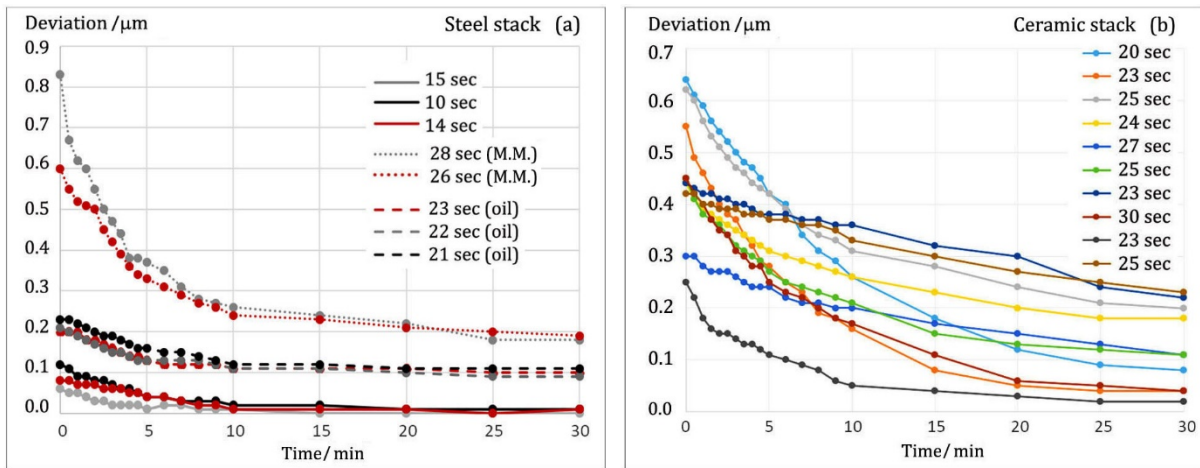 Deviation /μm
Steel stack (a)
0.9
0.8
0.7
0.6
0.5
0.4
0.3
0.2
0.1
0.0
15 sec
10 sec
14 sec
28 sec (M.M.)
26 sec (M.M.)
23 sec (oil)
22 sec (oil)
21 sec (oil)
0 5 10 15 20 25 30
Time/ min
Deviation /μm
Ceramic stack (b)
0.7
0.6
0.5
0.4
0.3
0.2
0.1
0.0
20 sec
23 sec
25 sec
24 sec
27 sec
25 sec
23 sec
30 sec
23 sec
25 sec
0 5 10 15 20 25 30
Time/ min